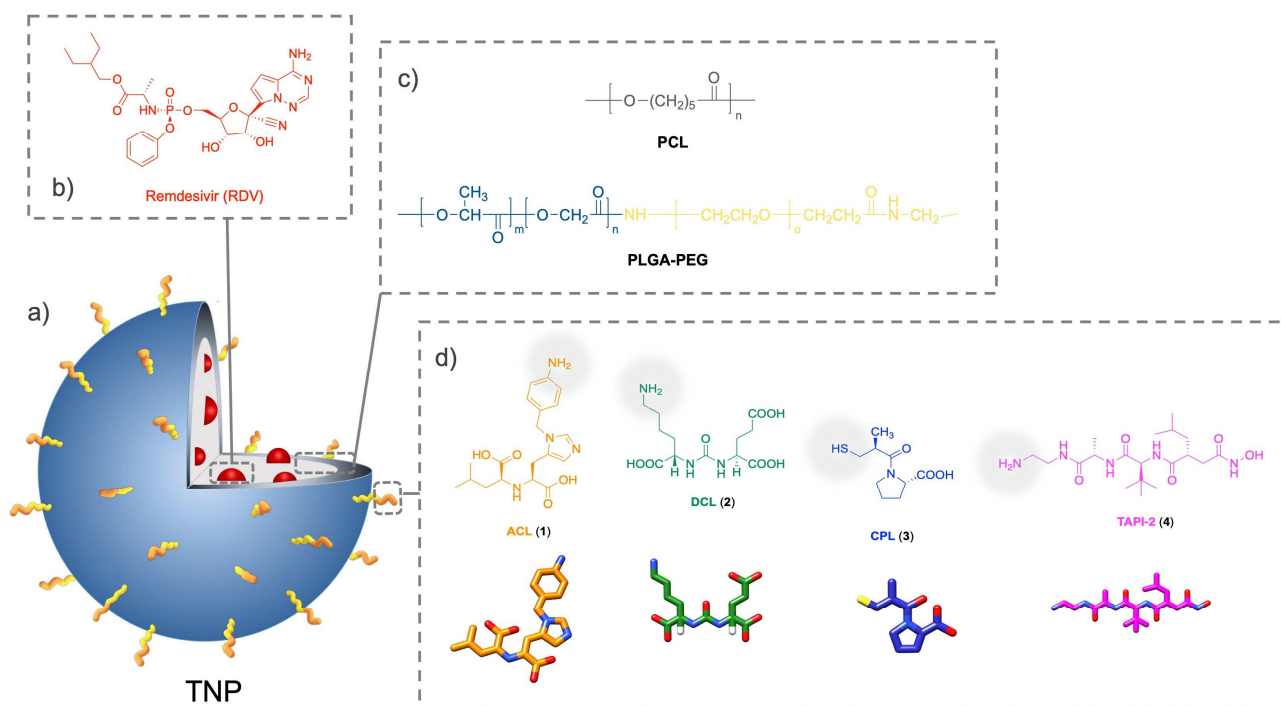 b)
NH₂
O
O
HN
P
O
O
O
O
N
N
N
N
HO
OH
Remdesivir (RDV)
c)
O
O (CH₂)₅
n
PCL
CH₃
O
O CH
m
O
O CH₂
n
NH
CH₂CH₂O
o
CH₂CH₂
O
H
N
CH₂
PLGA-PEG
a)
TNP
d)
NH₂
N
N
HO
O
N
H
OH
O
ACL (1)
NH₂
COOH
O
HOOC
H
N
H
N
H
H
COOH
DCL (2)
CH₃
HS
O
N
COOH
CPL (3)
H₂N
H
N
O
N
H
O
H
N
O
O
N
H
OH
TAPI-2 (4)